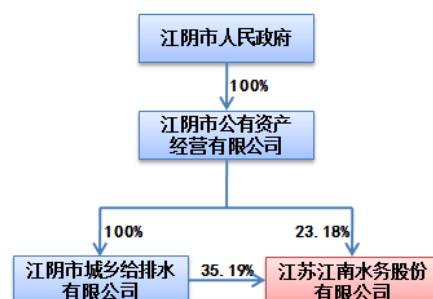 江阴市人民政府
100%
江阴市公有资产
经营有限公司
100%
23.18%
江阴市城乡给排水
有限公司
35.19%
江苏江南水务股份
有限公司